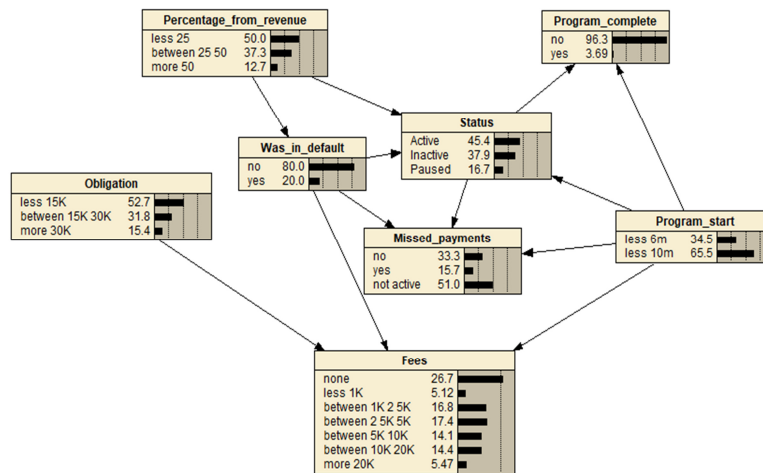 Percentage_from_revenue
less 25 50.0
between 25 50 37.3
more 50 12.7
Program_complete
no 96.3
yes 3.69
Status
Active 45.4
Inactive 37.9
Paused 16.7
Was_in_default
no 80.0
yes 20.0
Obligation
less 15K 52.7
between 15K 30K 31.8
more 30K 15.4
Program_start
less 6m 34.5
less 10m 65.5
Missed_payments
no 33.3
yes 15.7
not active 51.0
Fees
none 26.7
less 1K 5.12
between 1K 2 5K 16.8
between 2 5K 5K 17.4
between 5K 10K 14.1
between 10K 20K 14.4
more 20K 5.47